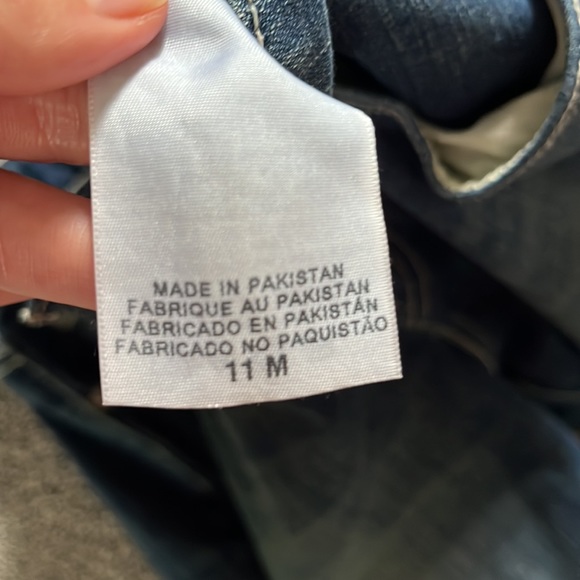 MADE IN PAKISTAN
FABRIQUE AU PAKISTAN
FABRICADO EN PAKISTÁN
FABRICADO NO PAQUISTÃO
11 M